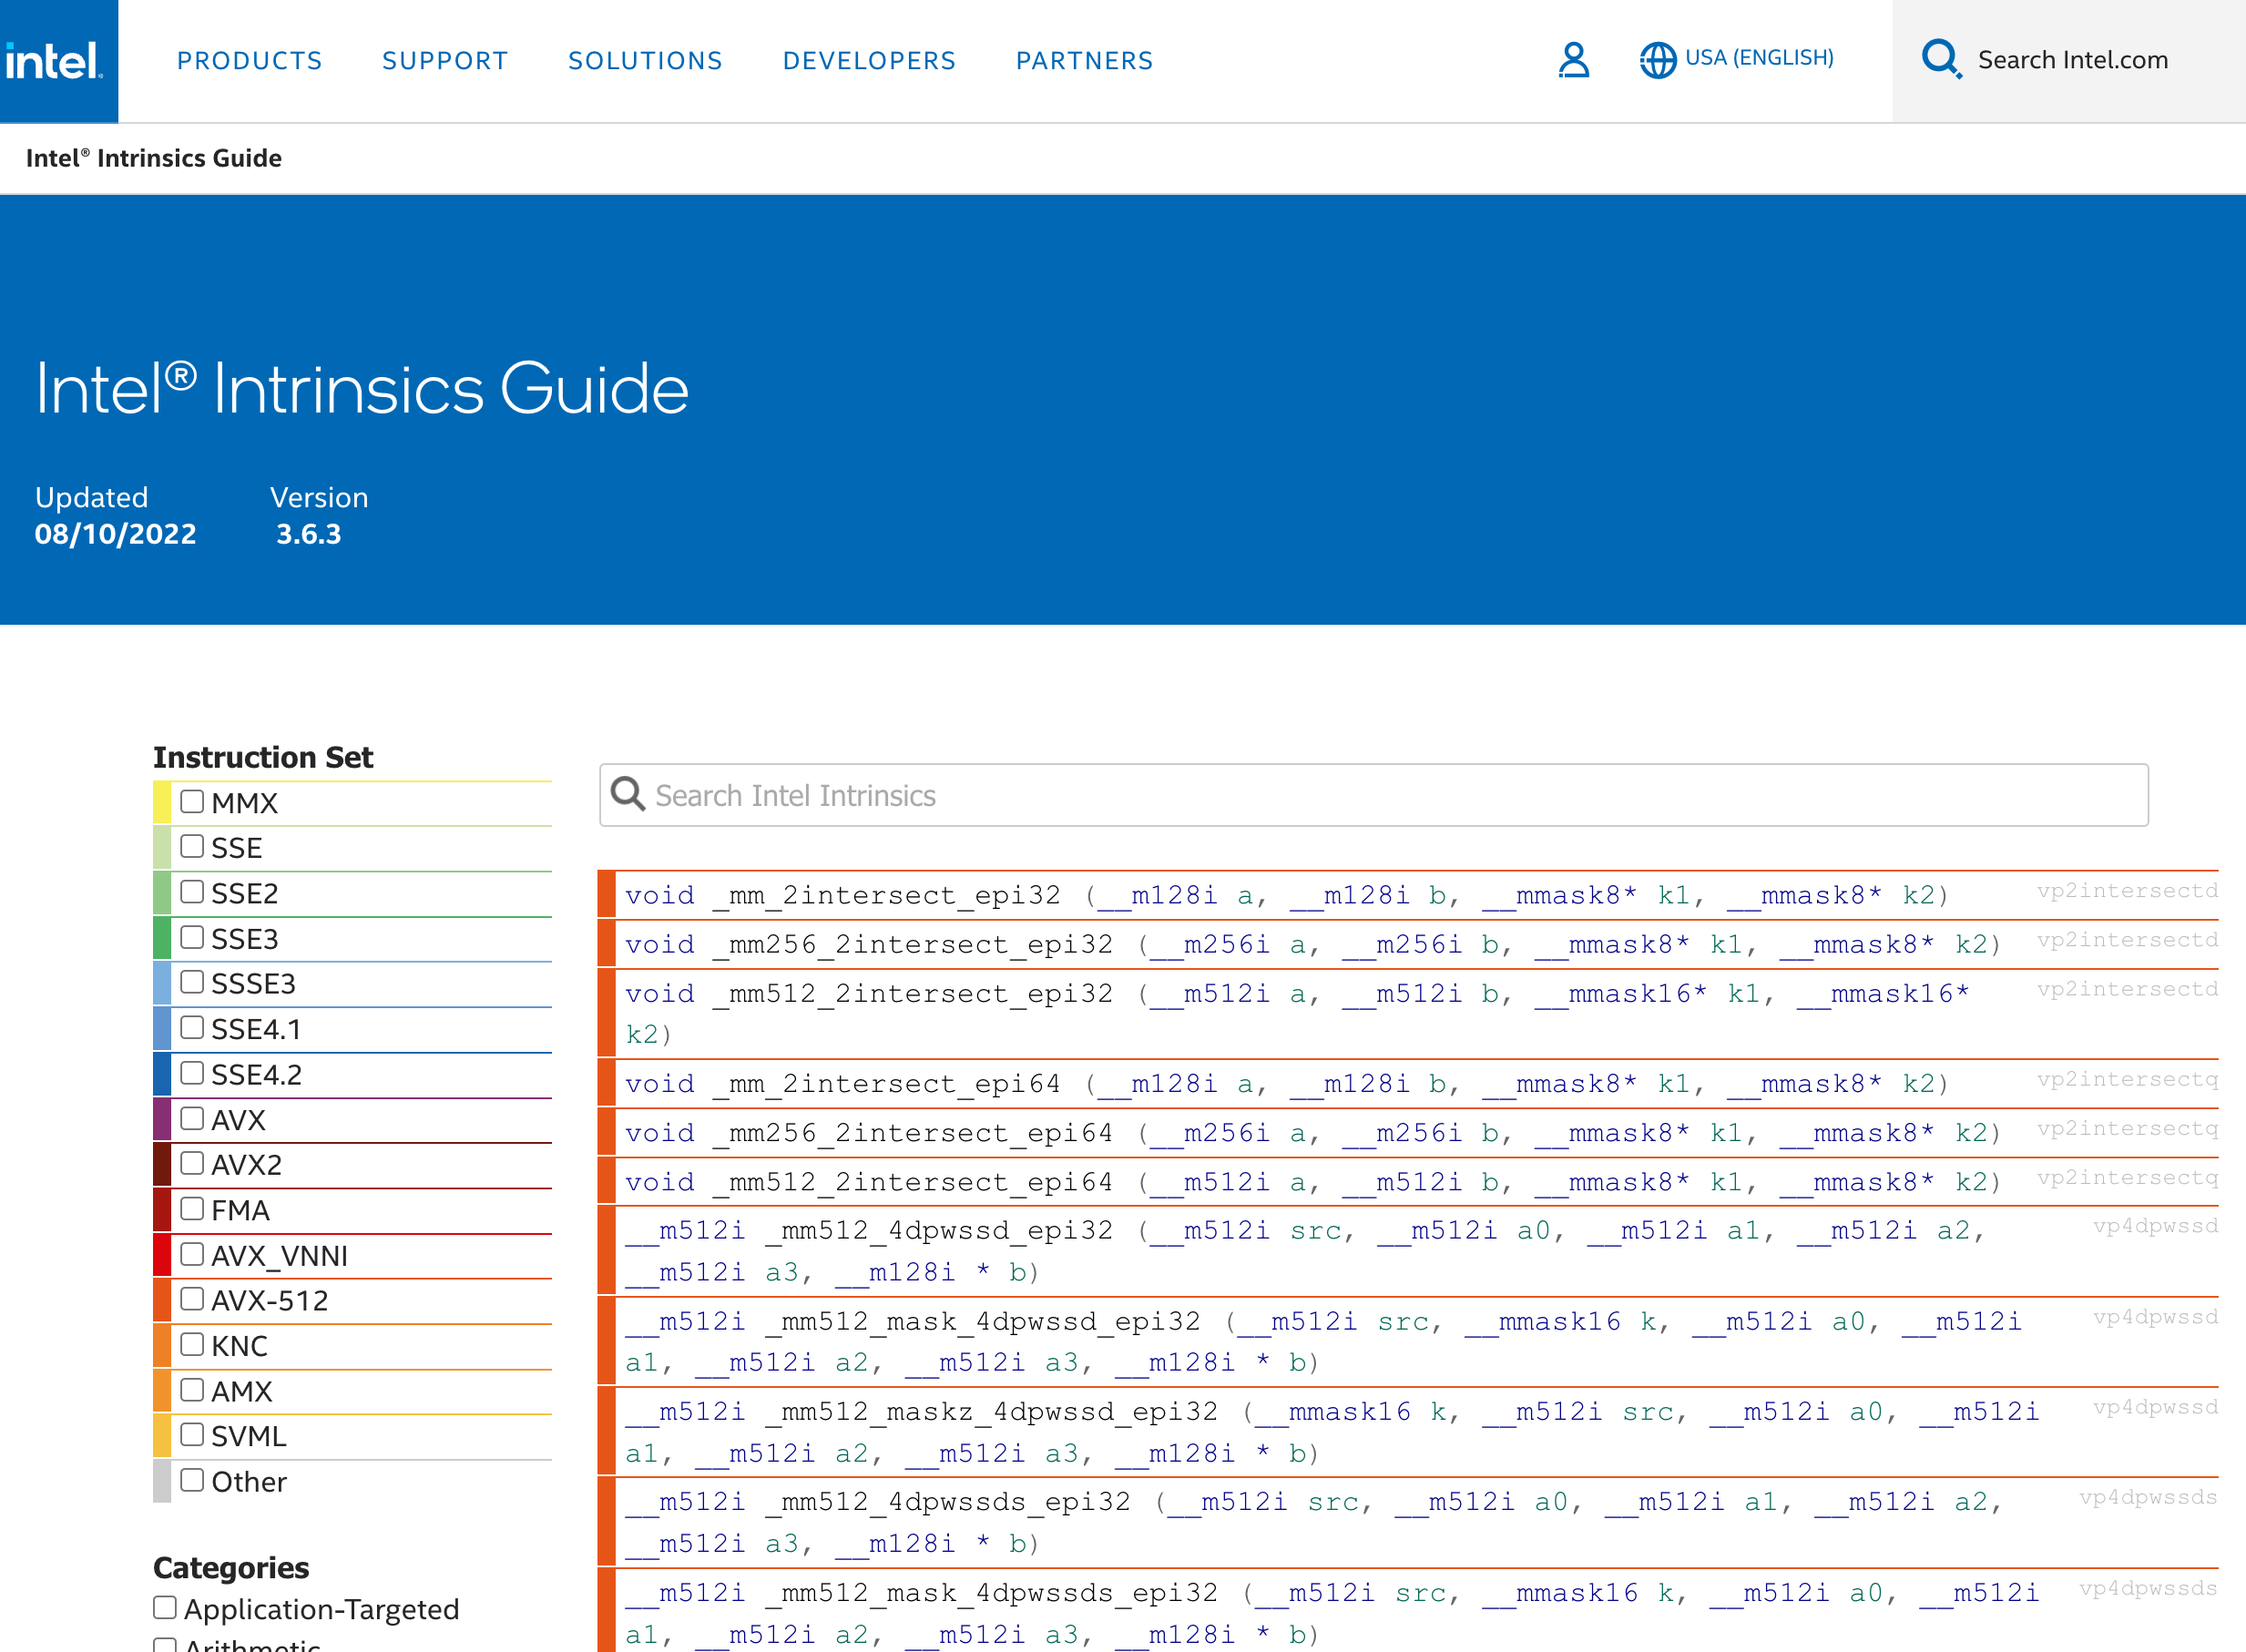 intel.
PRODUCTS SUPPORT SOLUTIONS DEVELOPERS PARTNERS USA (ENGLISH) Search Intel.com
Intel® Intrinsics Guide
Intel® Intrinsics Guide
Updated Version
08/10/2022 3.6.3
Instruction Set
MMX
SSE
SSE2
SSE3
SSSE3
SSE4.1
SSE4.2
AVX
AVX2
FMA
AVX_VNNI
AVX-512
KNC
AMX
SVML
Other
Categories
Application-Targeted
Arithmetic
Search Intel Intrinsics
void _mm_2intersect_epi32 (__m128i a, __m128i b, __mmask8* k1, __mmask8* k2) vp2intersectd
void _mm256_2intersect_epi32 (__m256i a, __m256i b, __mmask8* k1, __mmask8* k2) vp2intersectd
void _mm512_2intersect_epi32 (__m512i a, __m512i b, __mmask16* k1, __mmask16* vp2intersectd
k2)
void _mm_2intersect_epi64 (__m128i a, __m128i b, __mmask8* k1, __mmask8* k2) vp2intersectq
void _mm256_2intersect_epi64 (__m256i a, __m256i b, __mmask8* k1, __mmask8* k2) vp2intersectq
void _mm512_2intersect_epi64 (__m512i a, __m512i b, __mmask8* k1, __mmask8* k2) vp2intersectq
__m512i _mm512_4dpwssd_epi32 (__m512i src, __m512i a0, __m512i a1, __m512i a2, vp4dpwssd
__m512i a3, __m128i * b)
__m512i _mm512_mask_4dpwssd_epi32 (__m512i src, __mmask16 k, __m512i a0, __m512i vp4dpwssd
a1, __m512i a2, __m512i a3, __m128i * b)
__m512i _mm512_maskz_4dpwssd_epi32 (__mmask16 k, __m512i src, __m512i a0, __m512i vp4dpwssd
a1, __m512i a2, __m512i a3, __m128i * b)
__m512i _mm512_4dpwssds_epi32 (__m512i src, __m512i a0, __m512i a1, __m512i a2, vp4dpwssds
__m512i a3, __m128i * b)
__m512i _mm512_mask_4dpwssds_epi32 (__m512i src, __mmask16 k, __m512i a0, __m512i vp4dpwssds
a1, __m512i a2, __m512i a3, __m128i * b)